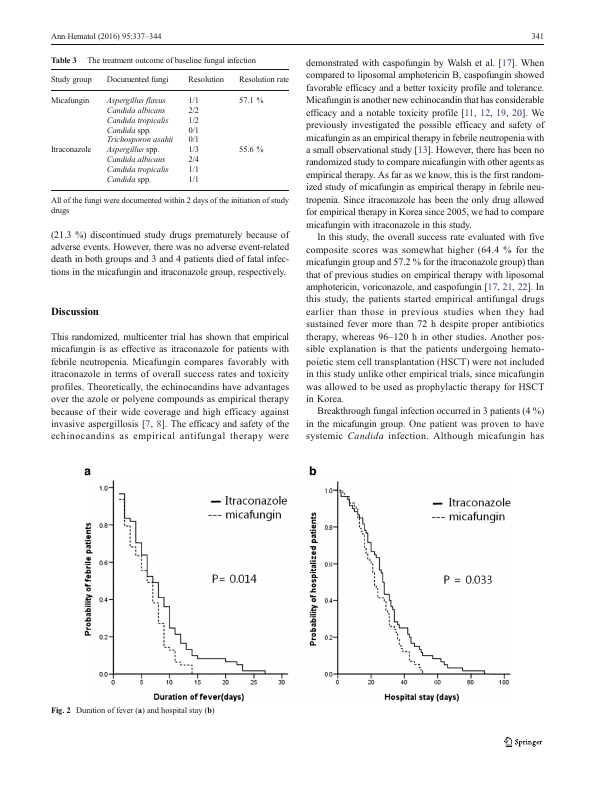 Ann Hematol (2016) 95:337–344
341
Table 3 The treatment outcome of baseline fungal infection
Study group Documented fungi Resolution Resolution rate
Micafungin Aspergillus flavus 1/1 57.1 %
Candida albicans 2/2
Candida tropicalis 1/2
Candida spp. 0/1
Trichosporon asahii 0/1
Itraconazole Aspergillus spp. 1/3 55.6 %
Candida albicans 2/4
Candida tropicalis 1/1
Candida spp. 1/1
All of the fungi were documented within 2 days of the initiation of study
drugs
(21.3 %) discontinued study drugs prematurely because of
adverse events. However, there was no adverse event-related
death in both groups and 3 and 4 patients died of fatal infec-
tions in the micafungin and itraconazole group, respectively.
Discussion
This randomized, multicenter trial has shown that empirical
micafungin is as effective as itraconazole for patients with
febrile neutropenia. Micafungin compares favorably with
itraconazole in terms of overall success rates and toxicity
profiles. Theoretically, the echinocandins have advantages
over the azole or polyene compounds as empirical therapy
because of their wide coverage and high efficacy against
invasive aspergillosis [7, 8]. The efficacy and safety of the
echinocandins as empirical antifungal therapy were
demonstrated with caspofungin by Walsh et al. [17]. When
compared to liposomal amphotericin B, caspofungin showed
favorable efficacy and a better toxicity profile and tolerance.
Micafungin is another new echinocandin that has considerable
efficacy and a notable toxicity profile [11, 12, 19, 20]. We
previously investigated the possible efficacy and safety of
micafungin as an empirical therapy in febrile neutropenia with
a small observational study [13]. However, there has been no
randomized study to compare micafungin with other agents as
empirical therapy. As far as we know, this is the first random-
ized study of micafungin as empirical therapy in febrile neu-
tropenia. Since itraconazole has been the only drug allowed
for empirical therapy in Korea since 2005, we had to compare
micafungin with itraconazole in this study.
In this study, the overall success rate evaluated with five
composite scores was somewhat higher (64.4 % for the
micafungin group and 57.2 % for the itraconazole group) than
that of previous studies on empirical therapy with liposomal
amphotericin, voriconazole, and caspofungin [17, 21, 22]. In
this study, the patients started empirical antifungal drugs
earlier than those in previous studies when they had
sustained fever more than 72 h despite proper antibiotics
therapy, whereas 96–120 h in other studies. Another pos-
sible explanation is that the patients undergoing hemato-
poietic stem cell transplantation (HSCT) were not included
in this study unlike other empirical trials, since micafungin
was allowed to be used as prophylactic therapy for HSCT
in Korea.
Breakthrough fungal infection occurred in 3 patients (4 %)
in the micafungin group. One patient was proven to have
systemic Candida infection. Although micafungin has
a
Probability of febrile patients
1.0
0.8
0.6
0.4
0.2
0.0
Itraconazole
micafungin
P= 0.014
0 5 10 15 20 25 30
Duration of fever(days)
b
Probability of hospitalized patients
1.0
0.8
0.6
0.4
0.2
0.0
Itraconazole
micafungin
P = 0.033
0 20 40 60 80 100
Hospital stay (days)
Fig. 2 Duration of fever (a) and hospital stay (b)
Springer